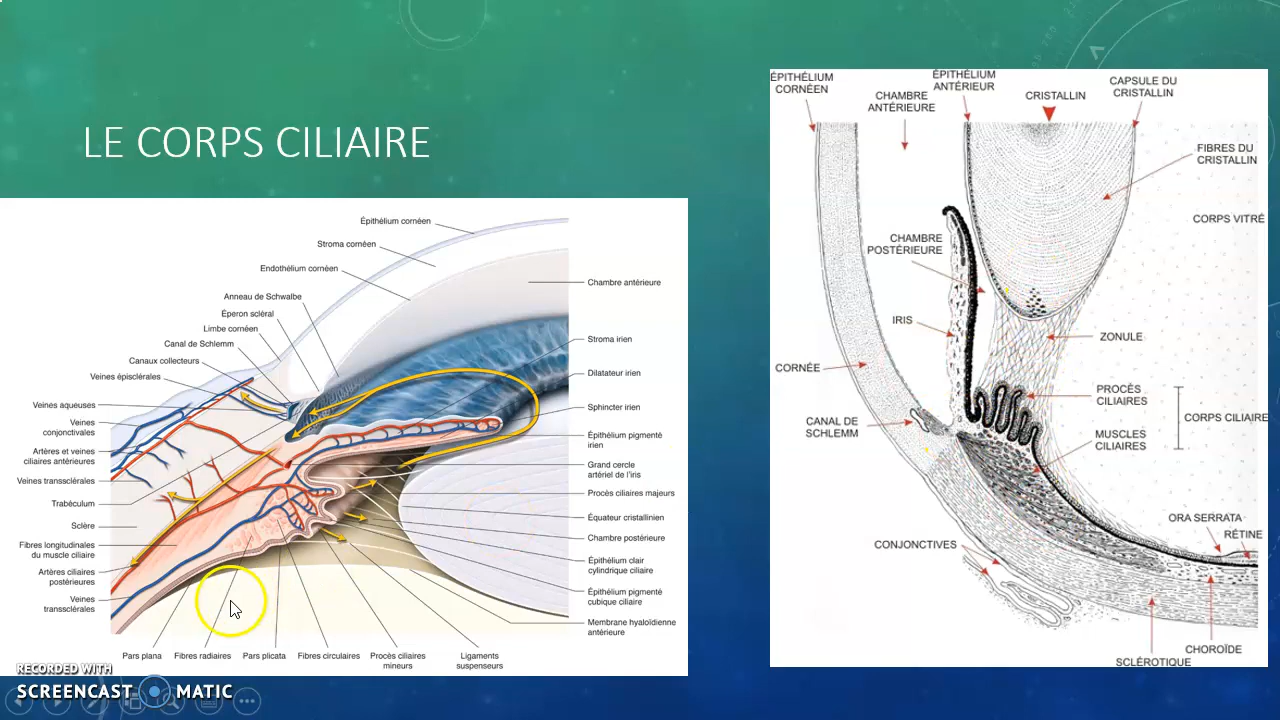 LE CORPS CILIAIRE
Épithélium cornéen
Stroma cornéen
Endothélium cornéen
Anneau de Schwalbe
Éperon scléral
Limbe cornéen
Canal de Schlemm
Canaux collecteurs
Veines épisclérales
Veines aqueuses
Veines
conjonctivales
Artères et veines
ciliaires antérieures
Veines transsclérales
Trabéculum
Sclère
Fibres longitudinales
du muscle ciliaire
Artères ciliaires
postérieures
Veines
transsclérales
Chambre antérieure
Stroma irien
Dilatateur irien
Sphincter irien
Épithélium pigmenté
irien
Grand cercle
artériel de l'iris
Procès ciliaires majeurs
Équateur cristallinien
Chambre postérieure
Épithélium clair
cylindrique ciliaire
Épithélium pigmenté
cubique ciliaire
Membrane hyaloïdienne
antérieure
Pars plana
Fibres radiaires
Pars plicata
Fibres circulaires
Procès ciliaires
mineurs
Ligaments
suspenseurs
ÉPITHÉLIUM
CORNÉEN
CHAMBRE
ANTÉRIEURE
ÉPITHÉLIUM
ANTÉRIEUR
CRISTALLIN
CAPSULE DU
CRISTALLIN
FIBRES DU
CRISTALLIN
CORPS VITRÉ
CHAMBRE
POSTÉRIEURE
IRIS
ZONULE
CORNÉE
PROCÈS
CILIAIRES
CORPS CILIAIRE
CANAL DE
SCHLEMM
MUSCLES
CILIAIRES
ORA SERRATA
RÉTINE
CONJONCTIVES
CHOROÏDE
SCLÉROTIQUE
RECORDED WITH
SCREENCAST MATIC